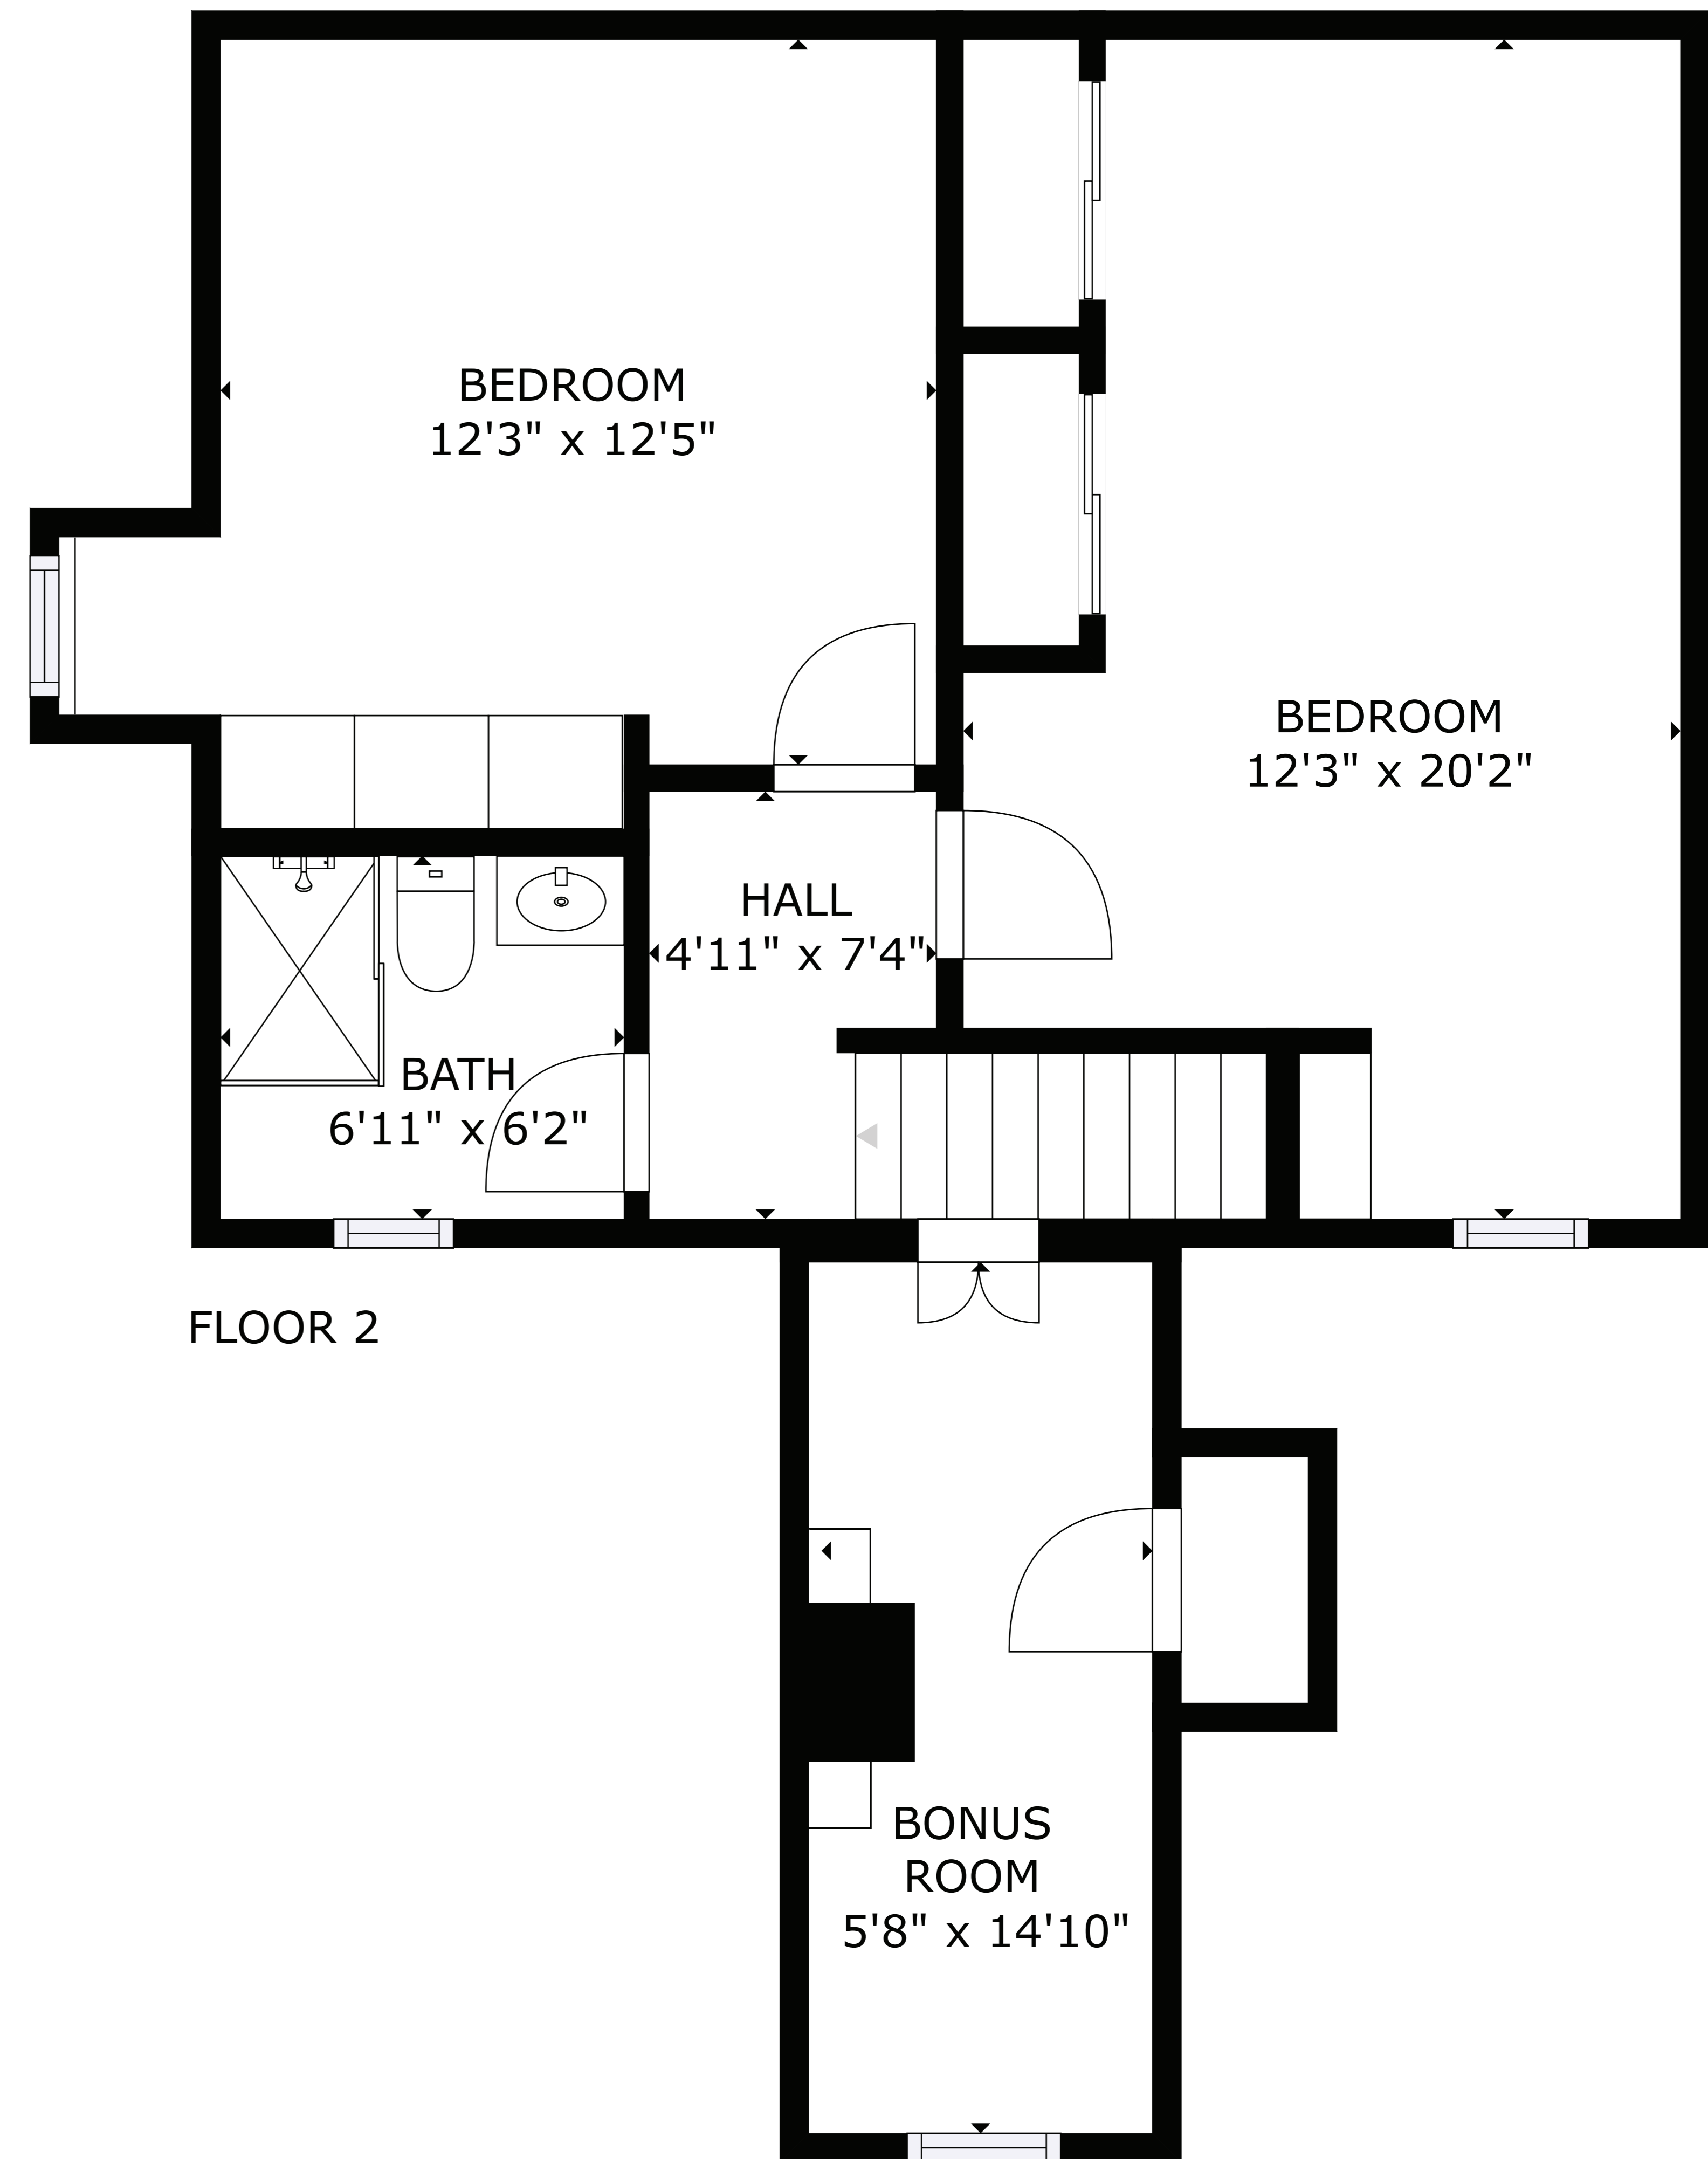 BEDROOM
12'3" x 12'5"
BEDROOM
12'3" x 20'2"
HALL
4'11" x 7'4"
BATH
6'11" x 6'2"
FLOOR 2
BONUS
ROOM
5'8" x 14'10"